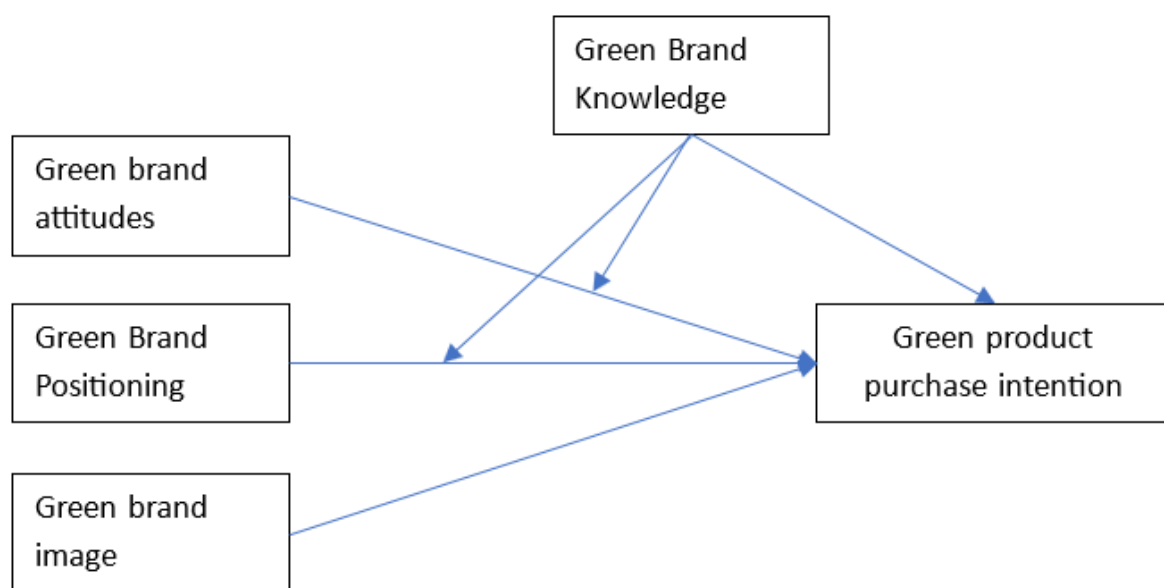 Green Brand
Knowledge
Green brand
attitudes
Green Brand
Positioning
Green product
purchase intention
Green brand
image